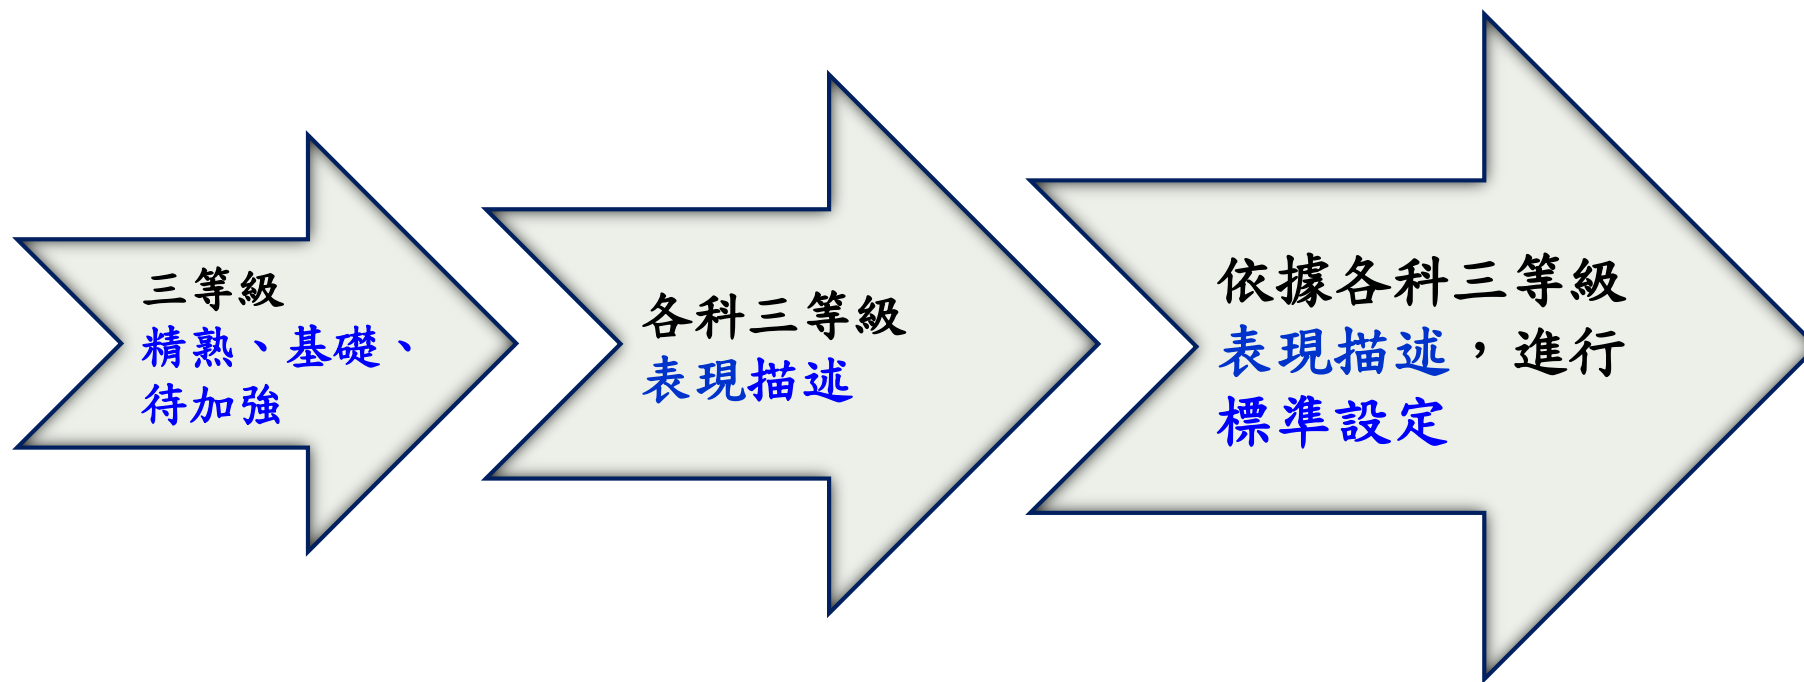 三等級
精熟、基礎、
待加強
各科三等級
表現描述
依據各科三等級
表現描述，進行
標準設定